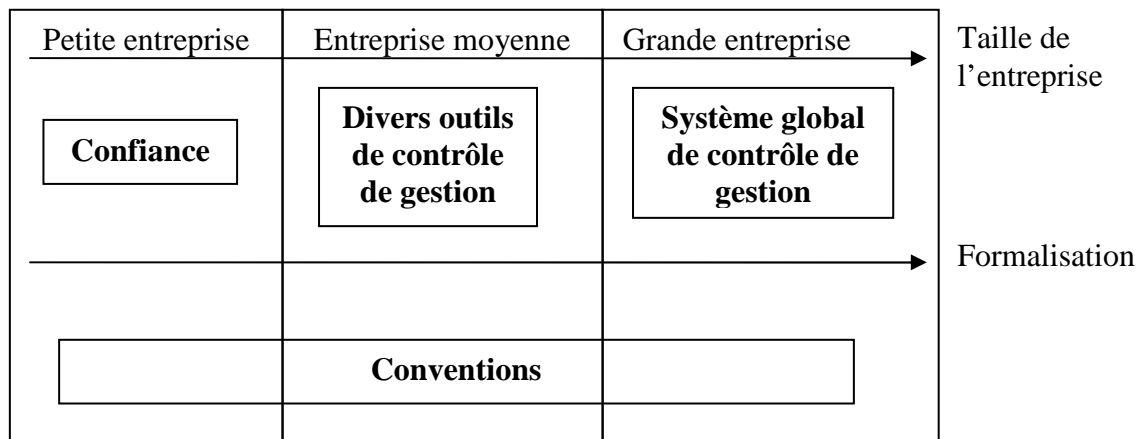 Petite entreprise
Entreprise moyenne
Grande entreprise
Taille de
l’entreprise
Confiance
Divers outils
de contrôle
de gestion
Système global
de contrôle de
gestion
Formalisation
Conventions